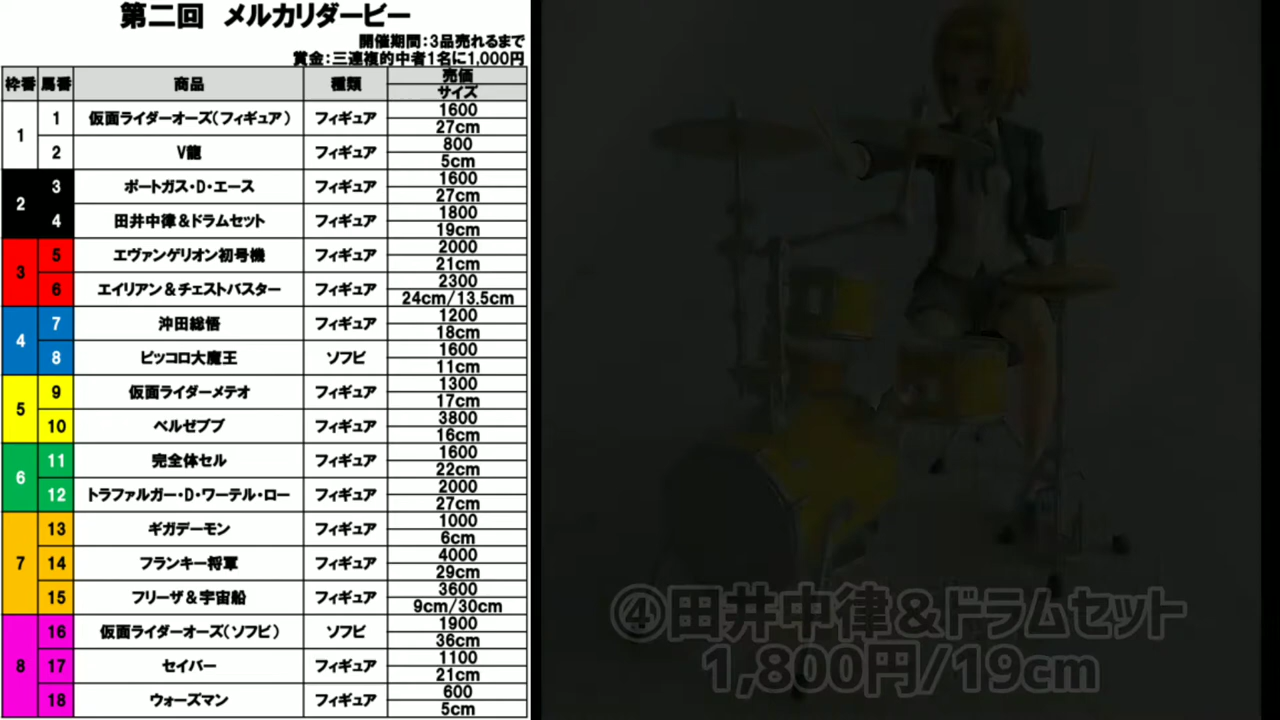 第二回 メルカリダービー
開催期間:3品売れるまで
賞金:三連複的中者1名に1,000円
枠番 馬番 商品 種類 売価 サイズ
1 1 仮面ライダーオーズ(フィギュア) フィギュア 1600 27cm
2 V龍 フィギュア 800 5cm
2 3 ポートガス・D・エース フィギュア 1600 27cm
4 田井中律&ドラムセット フィギュア 1800 19cm
3 5 エヴァンゲリオン初号機 フィギュア 2000 21cm
6 エイリアン&チェストバスター フィギュア 2300 24cm/13.5cm
4 7 沖田総悟 フィギュア 1200 18cm
8 ピッコロ大魔王 ソフビ 1600 11cm
5 9 仮面ライダーメテオ フィギュア 1300 17cm
10 ベルゼブブ フィギュア 3800 16cm
6 11 完全体セル フィギュア 1600 22cm
12 トラファルガー・D・ワーテル・ロー フィギュア 2000 27cm
7 13 ギガデーモン フィギュア 1000 6cm
14 フランキー将軍 フィギュア 4000 29cm
15 フリーザ&宇宙船 フィギュア 3600 9cm/30cm
8 16 仮面ライダーオーズ(ソフビ) ソフビ 1900 36cm
17 セイバー フィギュア 1100 21cm
18 ウォーズマン フィギュア 600 5cm
④田井中律&ドラムセット
1,800円/19cm